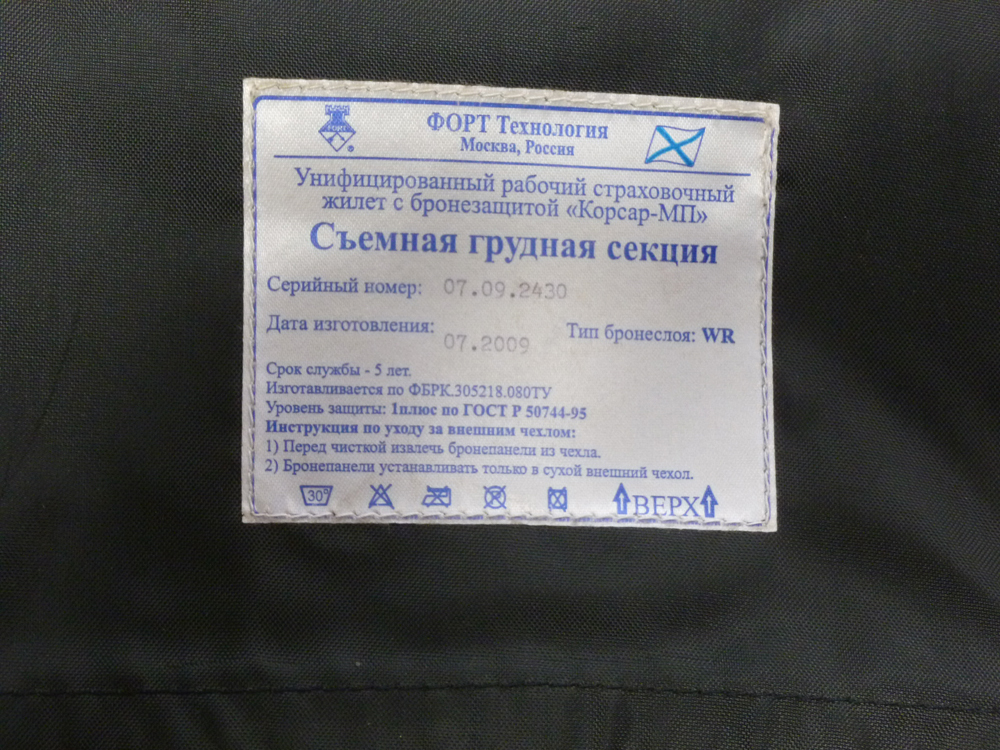 ФОРТ
ФОРТ Технология
Москва, Россия
Унифицированный рабочий страховочный
жилет с бронезащитой «Корсар-МП»
Съемная грудная секция
Серийный номер: 07.09.2430
Дата изготовления: 07.2009
Тип бронеслоя: WR
Срок службы - 5 лет.
Изготавливается по ФБРК.305218.080ТУ
Уровень защиты: 1плюс по ГОСТ Р 50744-95
Инструкция по уходу за внешним чехлом:
1) Перед чисткой извлечь бронепанели из чехла.
2) Бронепанели устанавливать только в сухой внешний чехол.
30° ВЕРХ